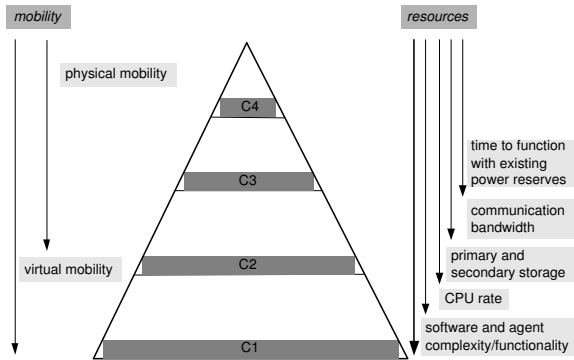 mobility
resources
physical mobility
C4
time to function
with existing
power reserves
C3
communication
bandwidth
virtual mobility
C2
primary and
secondary storage
CPU rate
C1
software and agent
complexity/functionality